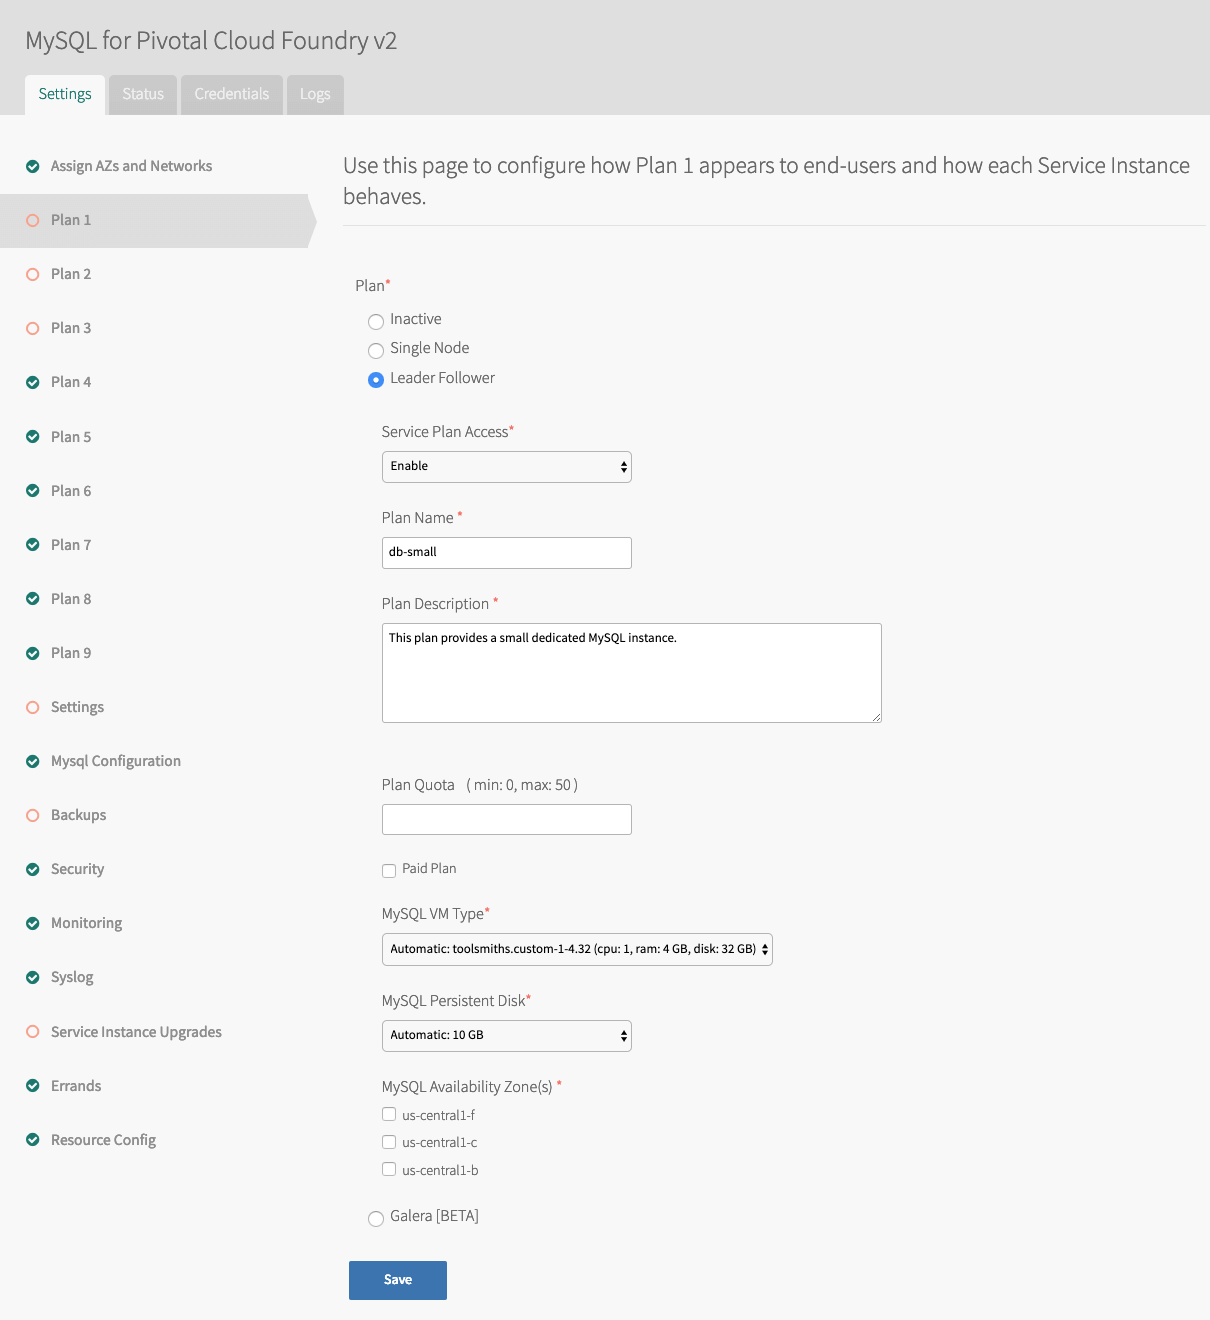 MySQL for Pivotal Cloud Foundry v2
Settings
Status
Credentials
Logs
Assign AZs and Networks
Plan 1
Plan 2
Plan 3
Plan 4
Plan 5
Plan 6
Plan 7
Plan 8
Plan 9
Settings
Mysql Configuration
Backups
Security
Monitoring
Syslog
Service Instance Upgrades
Errands
Resource Config
Use this page to configure how Plan 1 appears to end-users and how each Service Instance
behaves.
Plan*
Inactive
Single Node
Leader Follower
Service Plan Access*
Enable
Plan Name *
db-small
Plan Description *
This plan provides a small dedicated MySQL instance.
Plan Quota ( min: 0, max: 50 )
Paid Plan
MySQL VM Type*
Automatic: toolsmiths.custom-1-4.32 (cpu: 1, ram: 4 GB, disk: 32 GB)
MySQL Persistent Disk*
Automatic: 10 GB
MySQL Availability Zone(s) *
us-central1-f
us-central1-c
us-central1-b
Galera [BETA]
Save